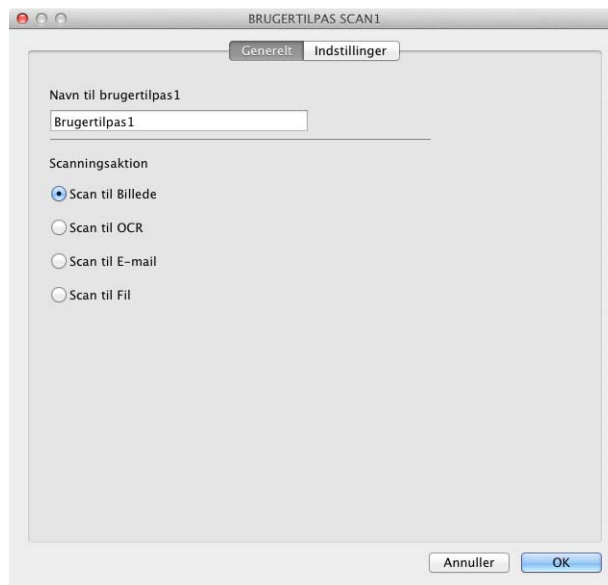 BRUGERTILPAS SCAN1
Generelt Indstillinger
Navn til brugertilpas1
Brugertilpas1
Scanningsaktion
Scan til Billede
Scan til OCR
Scan til E-mail
Scan til Fil
Annuller OK